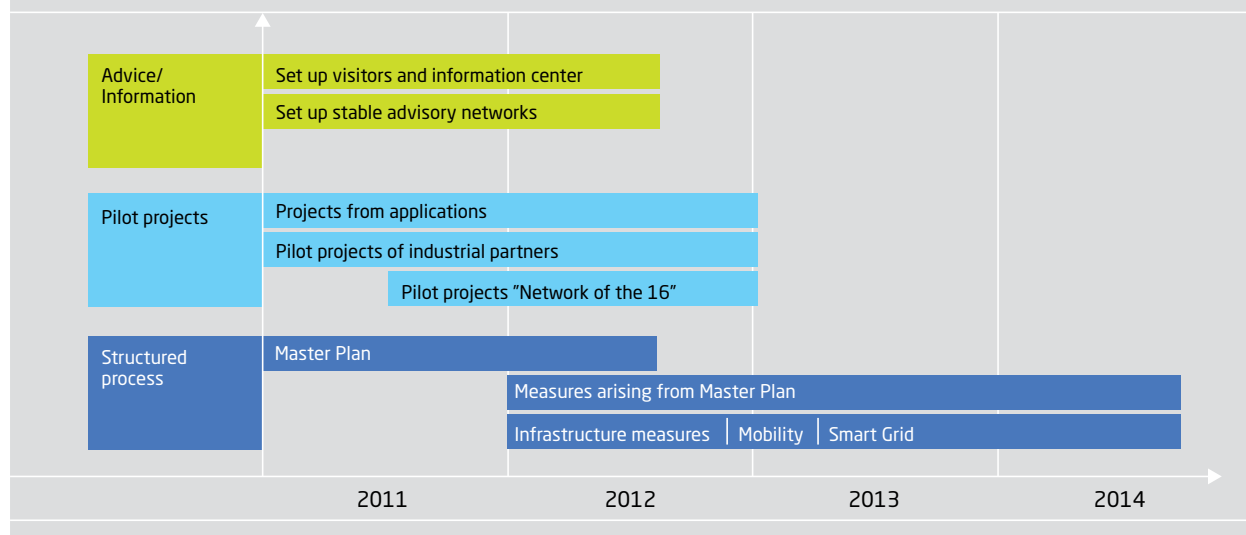 Advice/
Information
Set up visitors and information center
Set up stable advisory networks
Pilot projects
Projects from applications
Pilot projects of industrial partners
Pilot projects ”Network of the 16”
Structured
process
Master Plan
Measures arising from Master Plan
Infrastructure measures | Mobility | Smart Grid
2011 2012 2013 2014